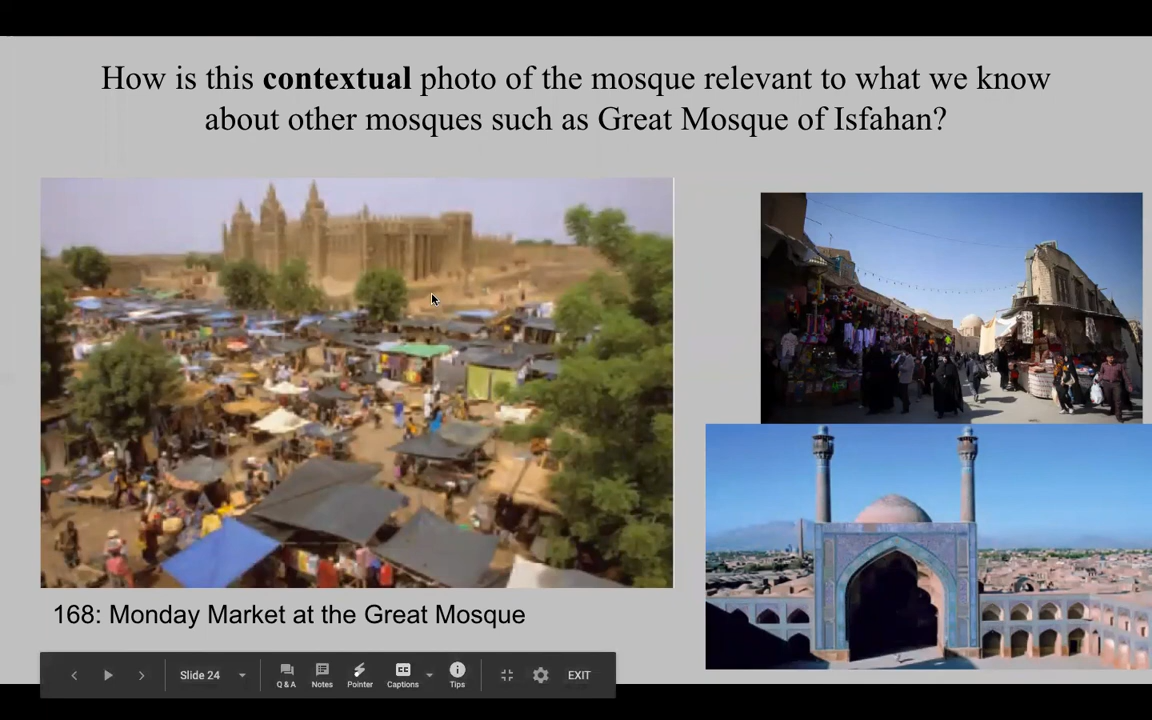 How is this contextual photo of the mosque relevant to what we know
about other mosques such as Great Mosque of Isfahan?
168: Monday Market at the Great Mosque
Slide 24
Q & A
Notes
Pointer
Captions
Tips
EXIT